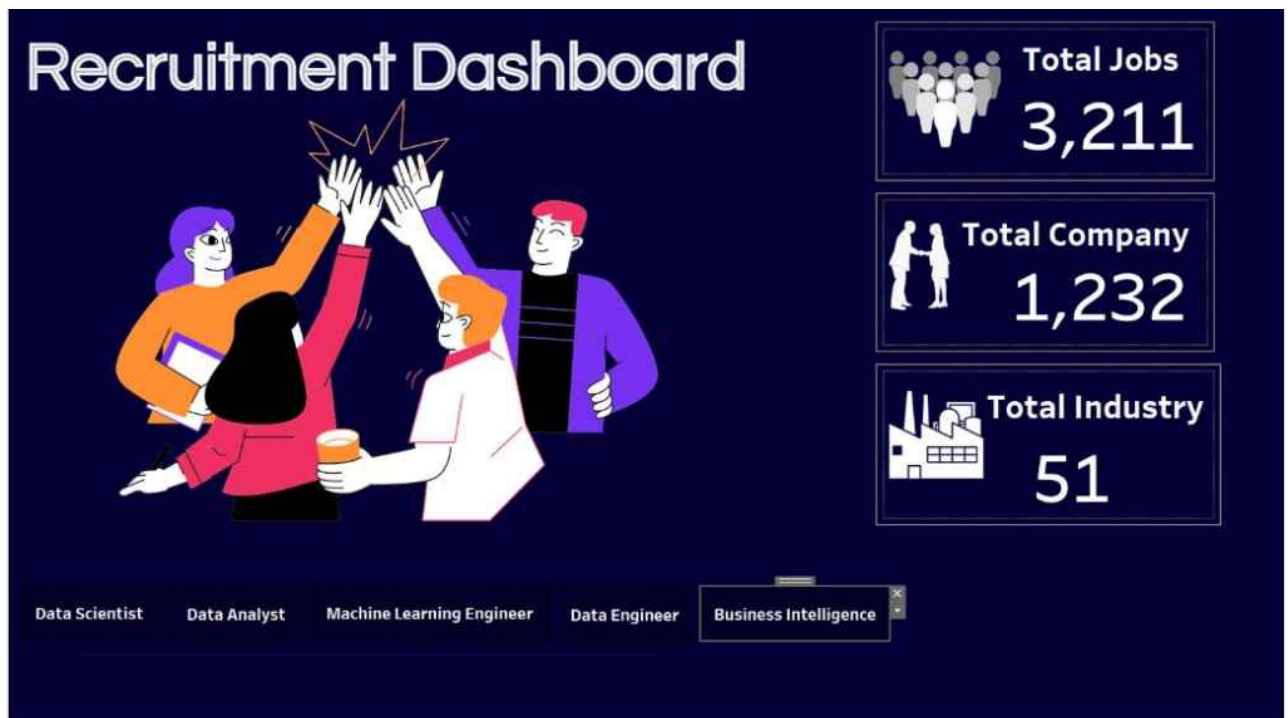 Recruitment Dashboard
Total Jobs
3,211
Total Company
1,232
Total Industry
51
Data Scientist
Data Analyst
Machine Learning Engineer
Data Engineer
Business Intelligence